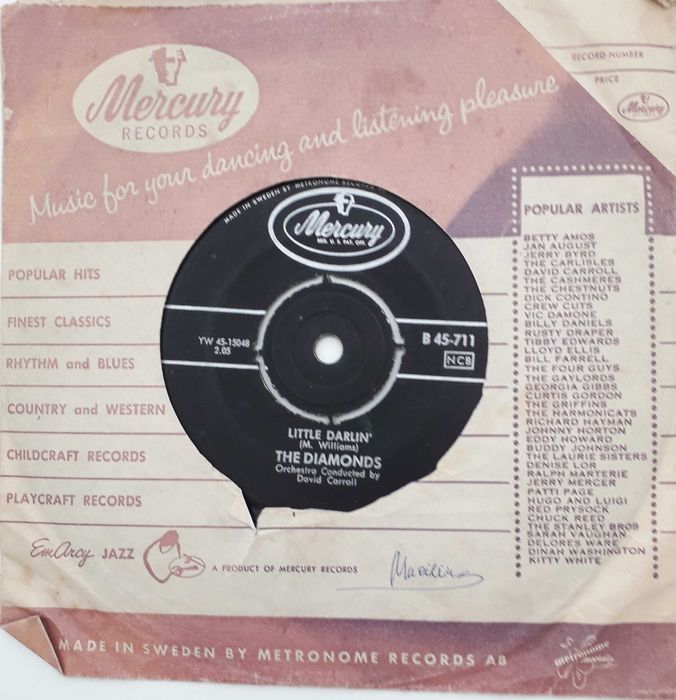 Mercury
RECORDS
Music for your dancing and listening pleasure
RECORD NUMBER
PRICE
Mercury
POPULAR ARTISTS
BETTY AMOS
JAN AUGUST
JERRY BYRD
THE CARLISLES
DAVID CARROLL
THE CASHMERES
THE CHESTNUTS
DICK CONTINO
CREW CUTS
VIC DAMONE
BILLY DANIELS
RUSTY DRAPER
TIBBY EDWARDS
LLOYD ELLIS
BILL FARRELL
THE FOUR GUYS
THE GAYLORDS
GEORGIA GIBBS
CURTIS GORDON
THE GRIFFINS
THE HARMONICATS
RICHARD HAYMAN
JOHNNY HORTON
EDDY HOWARD
BUDDY JOHNSON
THE LAURIE SISTERS
DENISE LOR
RALPH MARTERIE
JERRY MERCER
PATTI PAGE
HUGO AND LUIGI
RED PRYSOCK
CHUCK REED
THE STANLEY BROS
SARAH VAUGHAN
DELORES WARE
DINAH WASHINGTON
KITTY WHITE
POPULAR HITS
FINEST CLASSICS
RHYTHM and BLUES
COUNTRY and WESTERN
CHILDCRAFT RECORDS
PLAYCRAFT RECORDS
EmArcy JAZZ
A PRODUCT OF MERCURY RECORDS
MADE IN SWEDEN BY METRONOME RECORDS
Mercury
REG. U. S. PAT. OFF.
YW 45-15048
2.05
B 45-711
NCB
LITTLE DARLIN'
(M. Williams)
THE DIAMONDS
Orchestra Conducted by
David Carroll
MADE IN SWEDEN BY METRONOME RECORDS AB
metronome